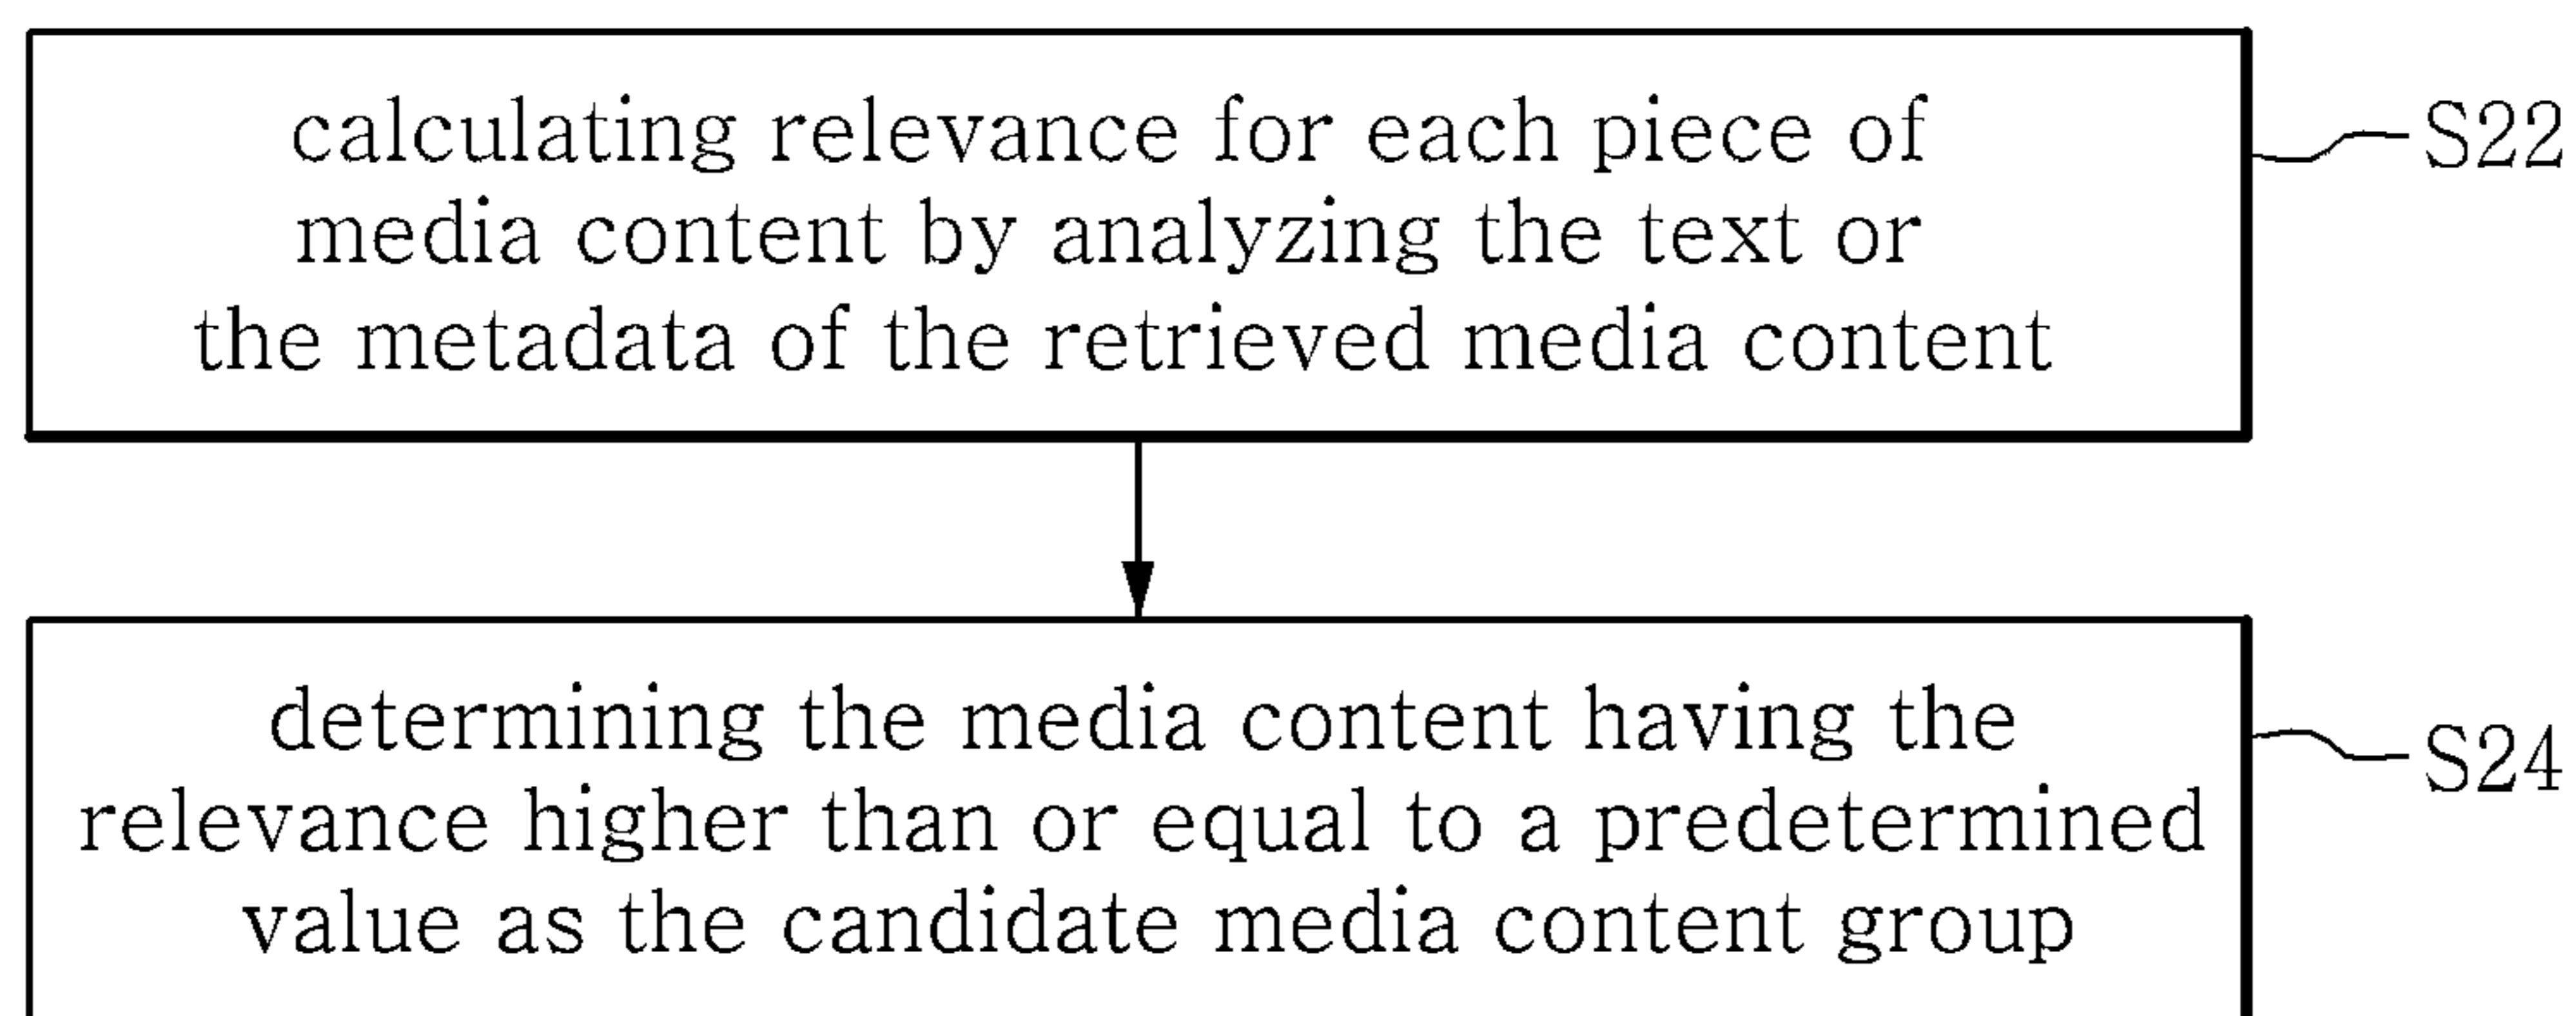 calculating relevance for each piece of
media content by analyzing the text or
the metadata of the retrieved media content
S22
determining the media content having the
relevance higher than or equal to a predetermined
value as the candidate media content group
S24